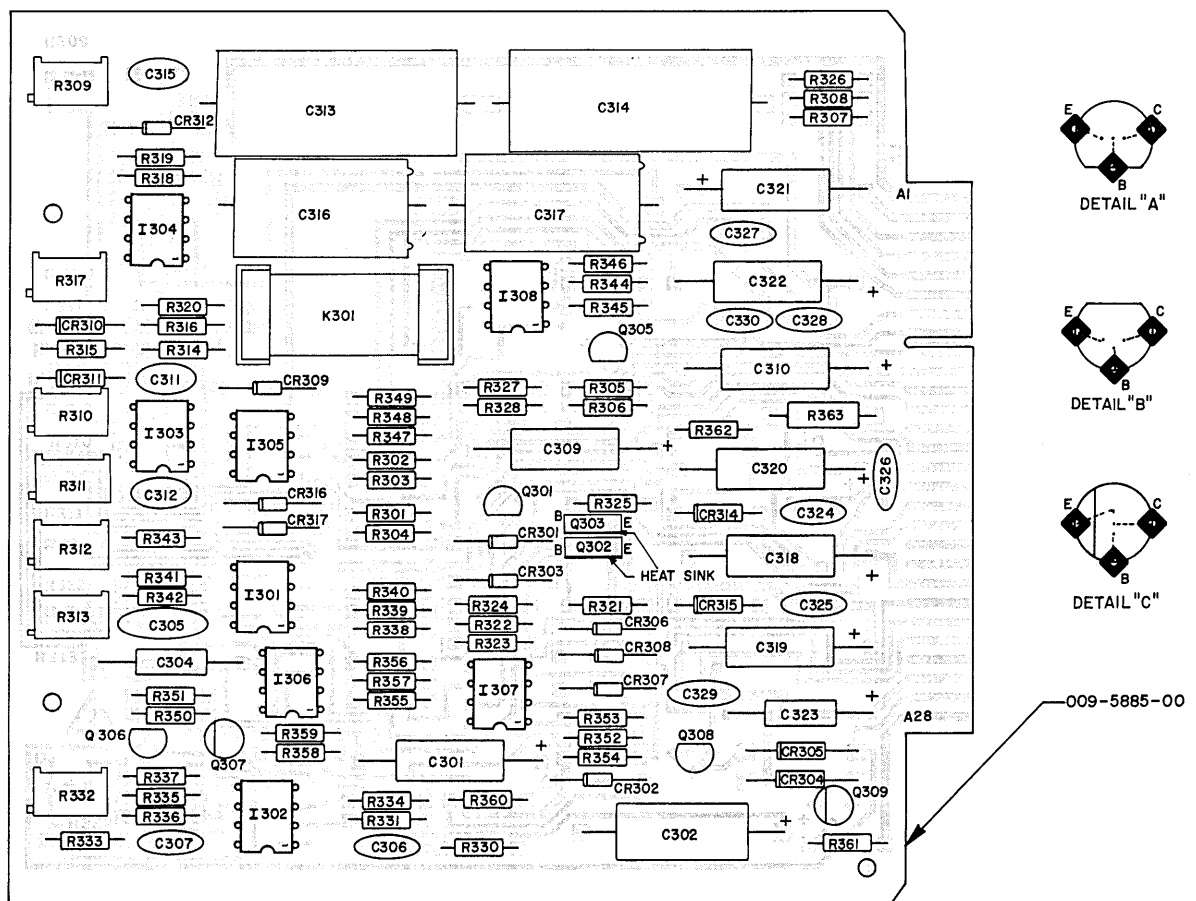 R309
C315
C313
C314
R326
R308
R307
CR312
R319
R318
I304
C316
C317
+
C321
A1
C327
R317
R346
R344
R345
I308
C322
+
R320
R316
R314
CR310
R315
K301
Q305
C330
C328
CR311
C311
CR309
C310
+
R310
R349
R348
R347
R327
R328
R305
R306
R363
R362
I303
I305
C309
+
C320
+
C326
R311
C312
R302
R303
CR316
CR317
Q301
R325
B Q303 E
B Q302 E
HEAT SINK
CR314
C324
R312
R343
R301
R304
CR301
C318
+
CR303
R341
R342
I301
R340
R339
R338
R324
R322
R323
R321
CR315
C325
R313
C305
CR306
CR308
CR307
C319
+
C304
I306
R356
R357
R355
I307
C329
R351
R350
C323
+
A28
009-5885-00
Q306
Q307
R359
R358
C301
+
R353
R352
R354
Q308
CR305
CR304
Q309
CR302
R332
R337
R335
R336
I302
R334
R331
R360
C302
+
R333
C307
C306
R330
R361
E
C
B
DETAIL "A"
E
C
B
DETAIL "B"
E
C
B
DETAIL "C"